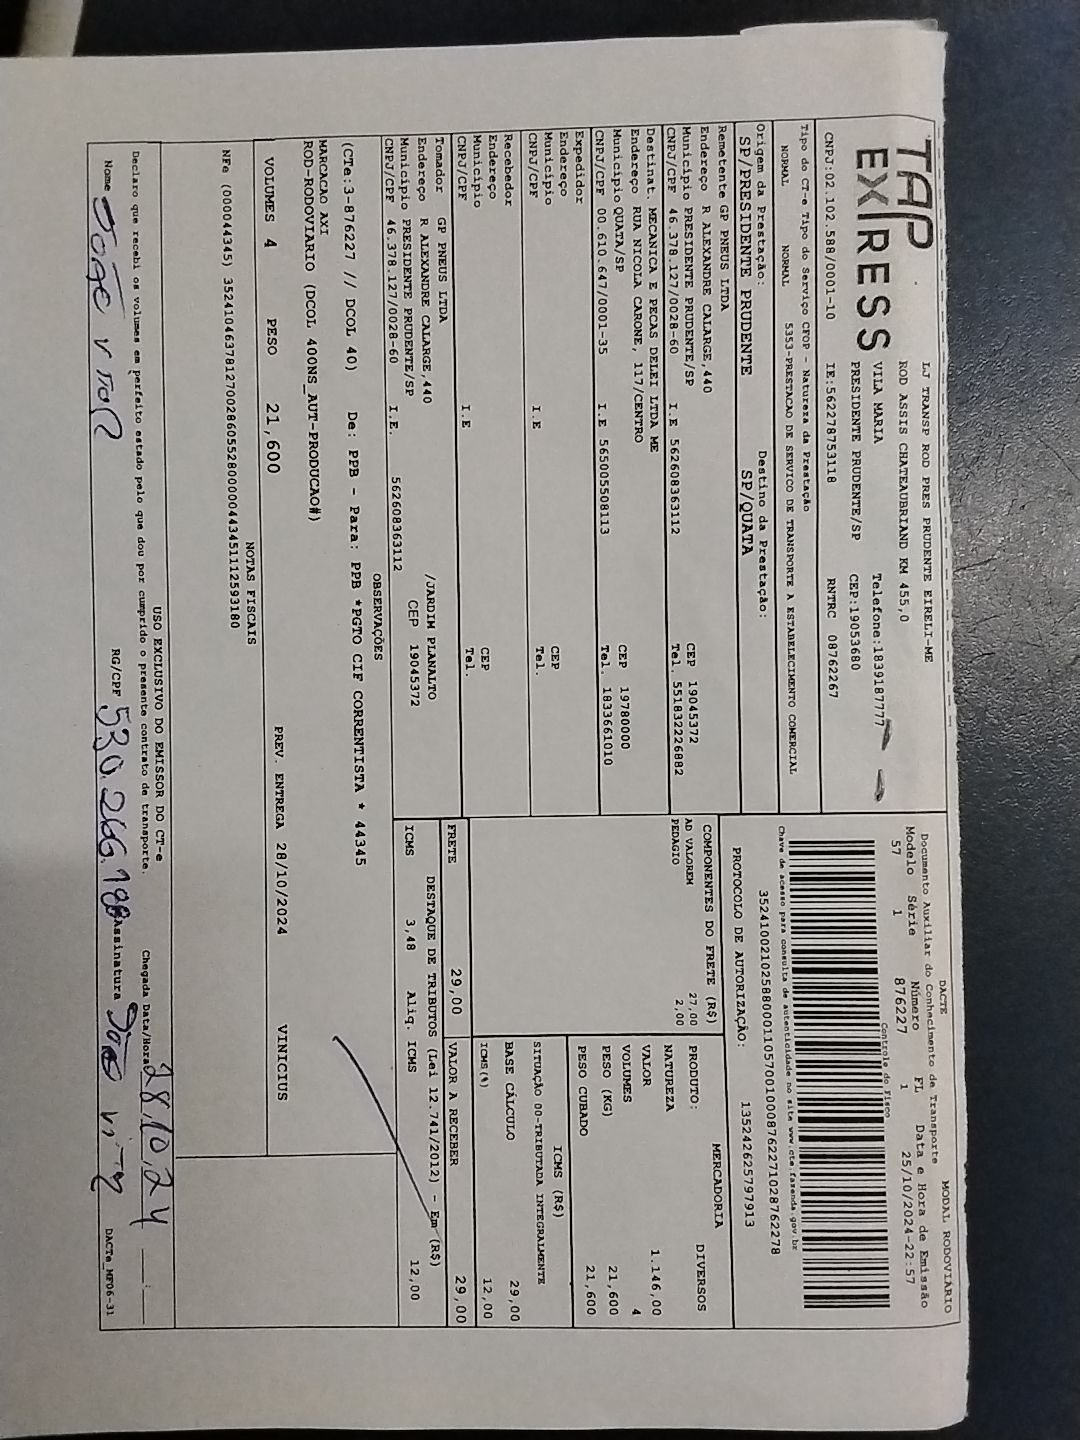 TAP
EXPRESS
LJ TRANSP ROD PRES PRUDENTE EIRELI-ME
ROD ASSIS CHATEAUBRIAND KM 455,0
VILA MARIA Telefone:1839187777
PRESIDENTE PRUDENTE/SP CEP:19053680
CNPJ:02.102.588/0001-10 IE:562278753118 RNTRC 08762267
Tipo do CT-e Tipo do Serviço CFOP - Natureza da Prestação
NORMAL NORMAL 5353-PRESTACAO DE SERVICO DE TRANSPORTE A ESTABELECIMENTO COMERCIAL
Origem da Prestação: Destino da Prestação:
SP/PRESIDENTE PRUDENTE SP/QUATA
Remetente GP PNEUS LTDA
Endereço R ALEXANDRE CALARGE,440
Município PRESIDENTE PRUDENTE/SP CEP 19045372
CNPJ/CPF 46.378.127/0028-60 I.E 562608363112 Tel. 551832226882
Destinat. MECANICA E PECAS DELEI LTDA ME
Endereço RUA NICOLA CARONE, 117/CENTRO
Município QUATA/SP CEP 19780000
CNPJ/CPF 00.610.647/0001-35 I.E 565005508113 Tel. 1833661010
Expedidor
Endereço
Município CEP
CNPJ/CPF I.E Tel.
Recebedor
Endereço
Município CEP
CNPJ/CPF I.E Tel.
Tomador GP PNEUS LTDA
Endereço R ALEXANDRE CALARGE,440 /JARDIM PLANALTO
Município PRESIDENTE PRUDENTE/SP CEP 19045372
CNPJ/CPF 46.378.127/0028-60 I.E. 562608363112
DACTE MODAL RODOVIÁRIO
Documento Auxiliar do Conhecimento de Transporte
Modelo Série Número FL Data e Hora de Emissão
57 1 876227 1 25/10/2024-22:57
Controle do Fisco
Chave de acesso para consulta de autenticidade no site www.cte.fazenda.gov.br
35241002102588000110570010008762271028762278
PROTOCOLO DE AUTORIZAÇÃO: 135242625797913
COMPONENTES DO FRETE (R$)
AD VALOREM 27,00
PEDAGIO 2,00
MERCADORIA
PRODUTO: DIVERSOS
NATUREZA
VALOR 1.146,00
VOLUMES 4
PESO (KG) 21,600
PESO CUBADO 21,600
ICMS (R$)
SITUAÇÃO 00-TRIBUTADA INTEGRALMENTE
BASE CÁLCULO 29,00
ICMS(%) 12,00
FRETE 29,00 VALOR A RECEBER 29,00
DESTAQUE DE TRIBUTOS (Lei 12.741/2012) - Em (R$)
ICMS 3,48 Aliq. ICMS 12,00
OBSERVAÇÕES
(CTe:3-876227 // DCOL 40) De: PPB - Para: PPB *PGTO CIF CORRENTISTA * 44345
MARCACAO AXI
ROD-RODOVIARIO (DCOL 400NS_AUT-PRODUCAO#)
VOLUMES 4 PESO 21,600 PREV. ENTREGA 28/10/2024 VINICIUS
NOTAS FISCAIS
NFe (000044345) 35241046378127002860552800000443451112593180
USO EXCLUSIVO DO EMISSOR DO CT-e
Declaro que recebi os volumes em perfeito estado pelo que dou por cumprido o presente contrato de transporte. Chegada Data/Hora 28,10,24 __:__
Nome RG/CPF 530.266.188 Assinatura DACTe_MF06-31